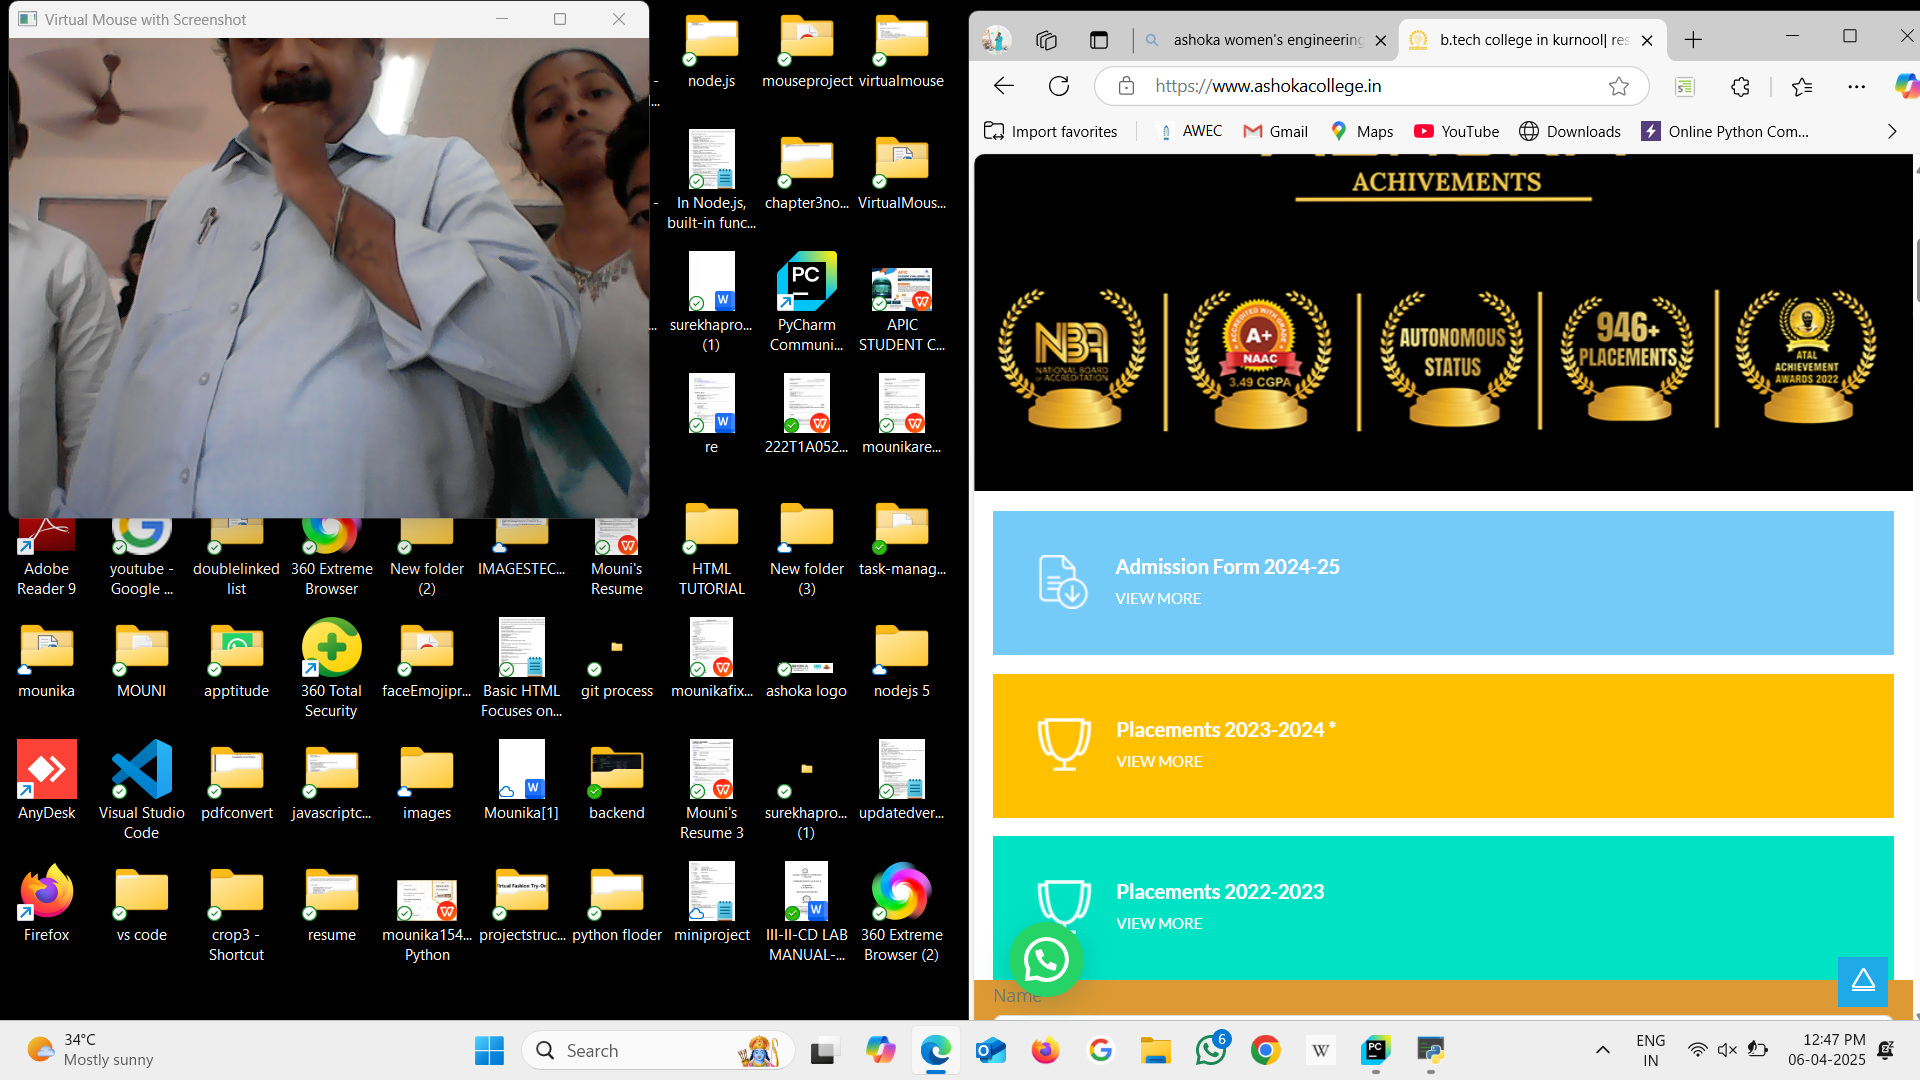 Virtual Mouse with Screenshot
node.js
mouseproject
virtualmouse
In Node.js,
built-in func...
chapter3no...
VirtualMous...
surekhapro...
(1)
PC
PyCharm
Communi...
APIC
STUDENT C...
re
222T1A052...
mounikare...
Adobe
Reader 9
youtube -
Google ...
doublelinked
list
360 Extreme
Browser
New folder
(2)
IMAGESTEC...
Mouni's
Resume
HTML
TUTORIAL
New folder
(3)
task-manag...
mounika
MOUNI
apptitude
360 Total
Security
faceEmojipr...
Basic HTML
Focuses on...
git process
mounikafix...
ashoka logo
nodejs 5
AnyDesk
Visual Studio
Code
pdfconvert
javascriptc...
images
Mounika[1]
backend
Mouni's
Resume 3
surekhapro...
(1)
updatedver...
Firefox
vs code
crop3 -
Shortcut
resume
mounika154...
Python
Virtual Fashion Try-On
projectstruc...
python floder
miniproject
III-II-CD LAB
MANUAL-...
360 Extreme
Browser (2)
ashoka women's engineering
b.tech college in kurnool| res
https://www.ashokacollege.in
Import favorites
AWEC
Gmail
Maps
YouTube
Downloads
Online Python Com...
ACHIVEMENTS
NBA
NATIONAL BOARD
OF ACCREDITATION
ACCREDITED WITH GRADE
A+
NAAC
3.49 CGPA
AUTONOMOUS
STATUS
946+
PLACEMENTS
ATAL
ACHIEVEMENT
AWARDS 2022
Admission Form 2024-25
VIEW MORE
Placements 2023-2024 *
VIEW MORE
Placements 2022-2023
VIEW MORE
Name
34°C
Mostly sunny
Search
6
W
PC
ENG
IN
12:47 PM
06-04-2025